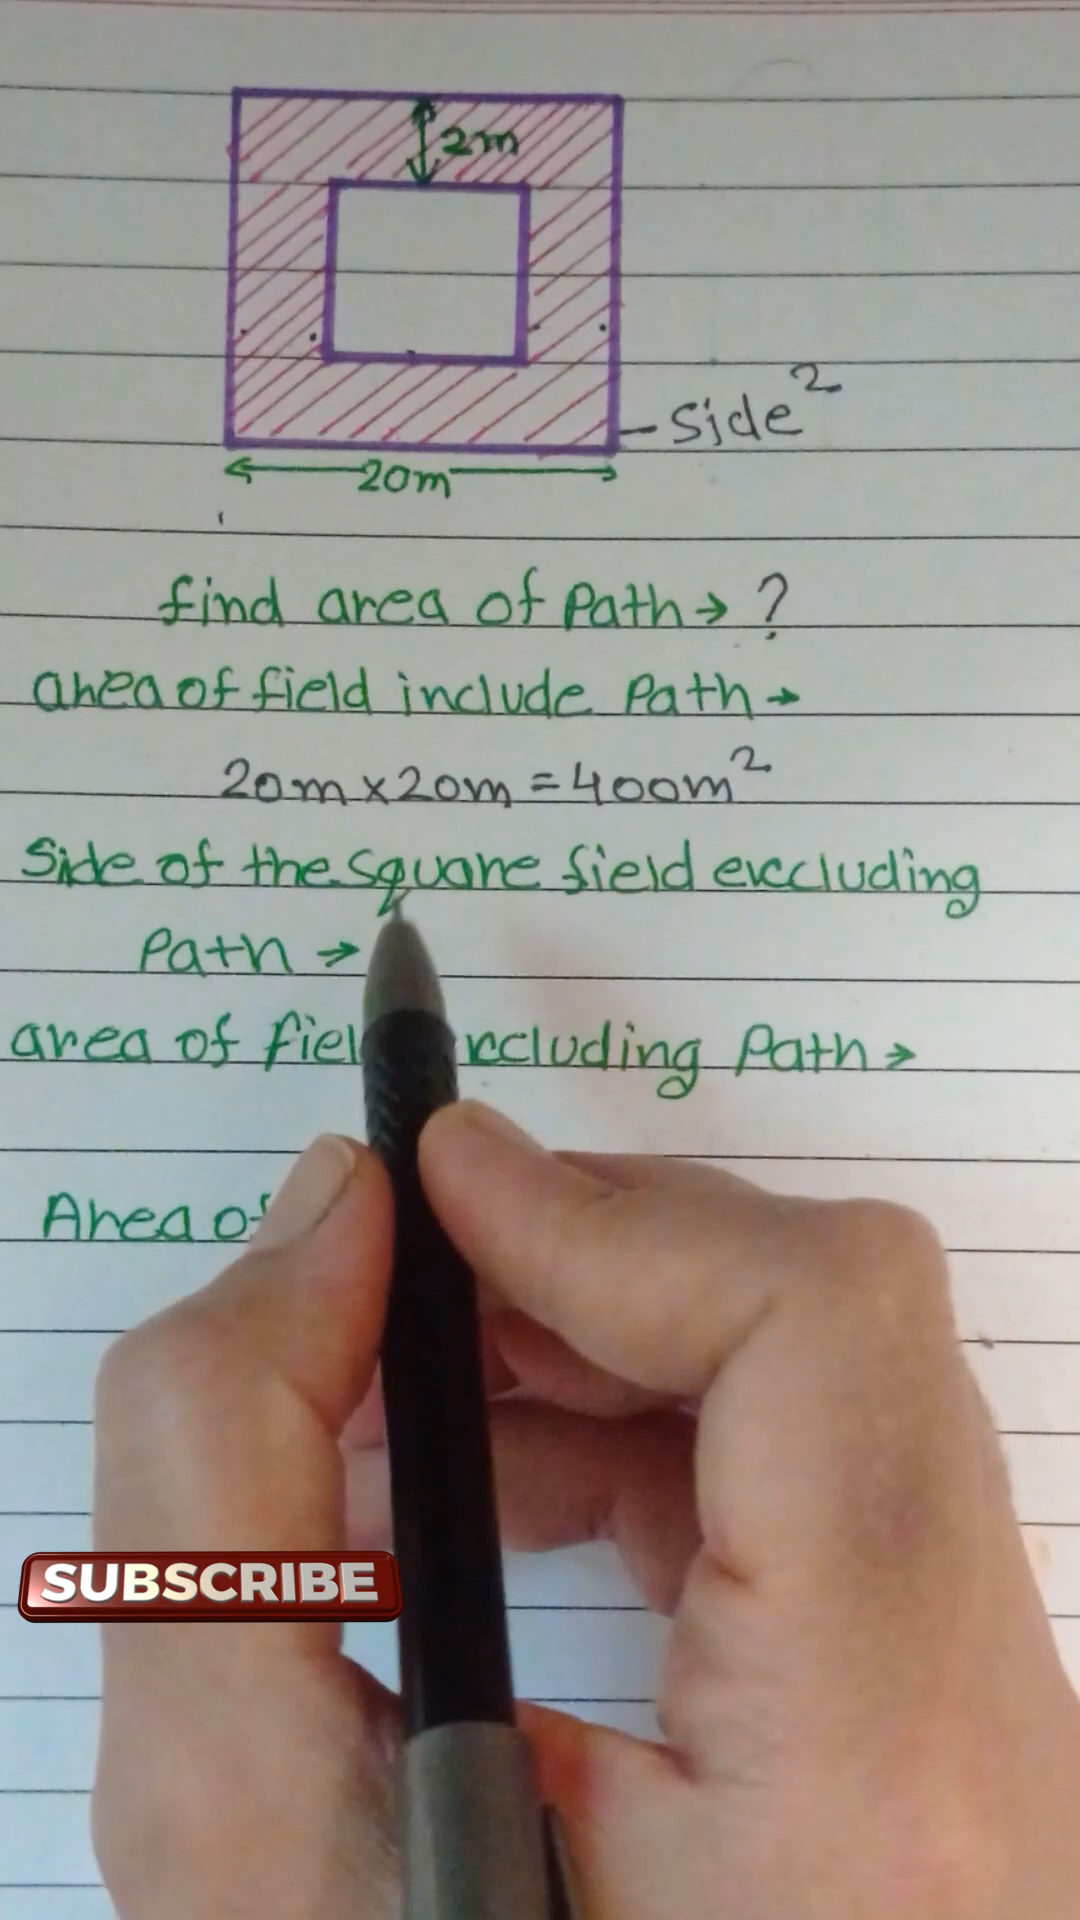 2m
Side²
20m
find area of Path → ?
area of field include Path →
20m × 20m = 400m²
Side of the square field excluding
Path →
area of fiel xcluding Path →
Area of
SUBSCRIBE